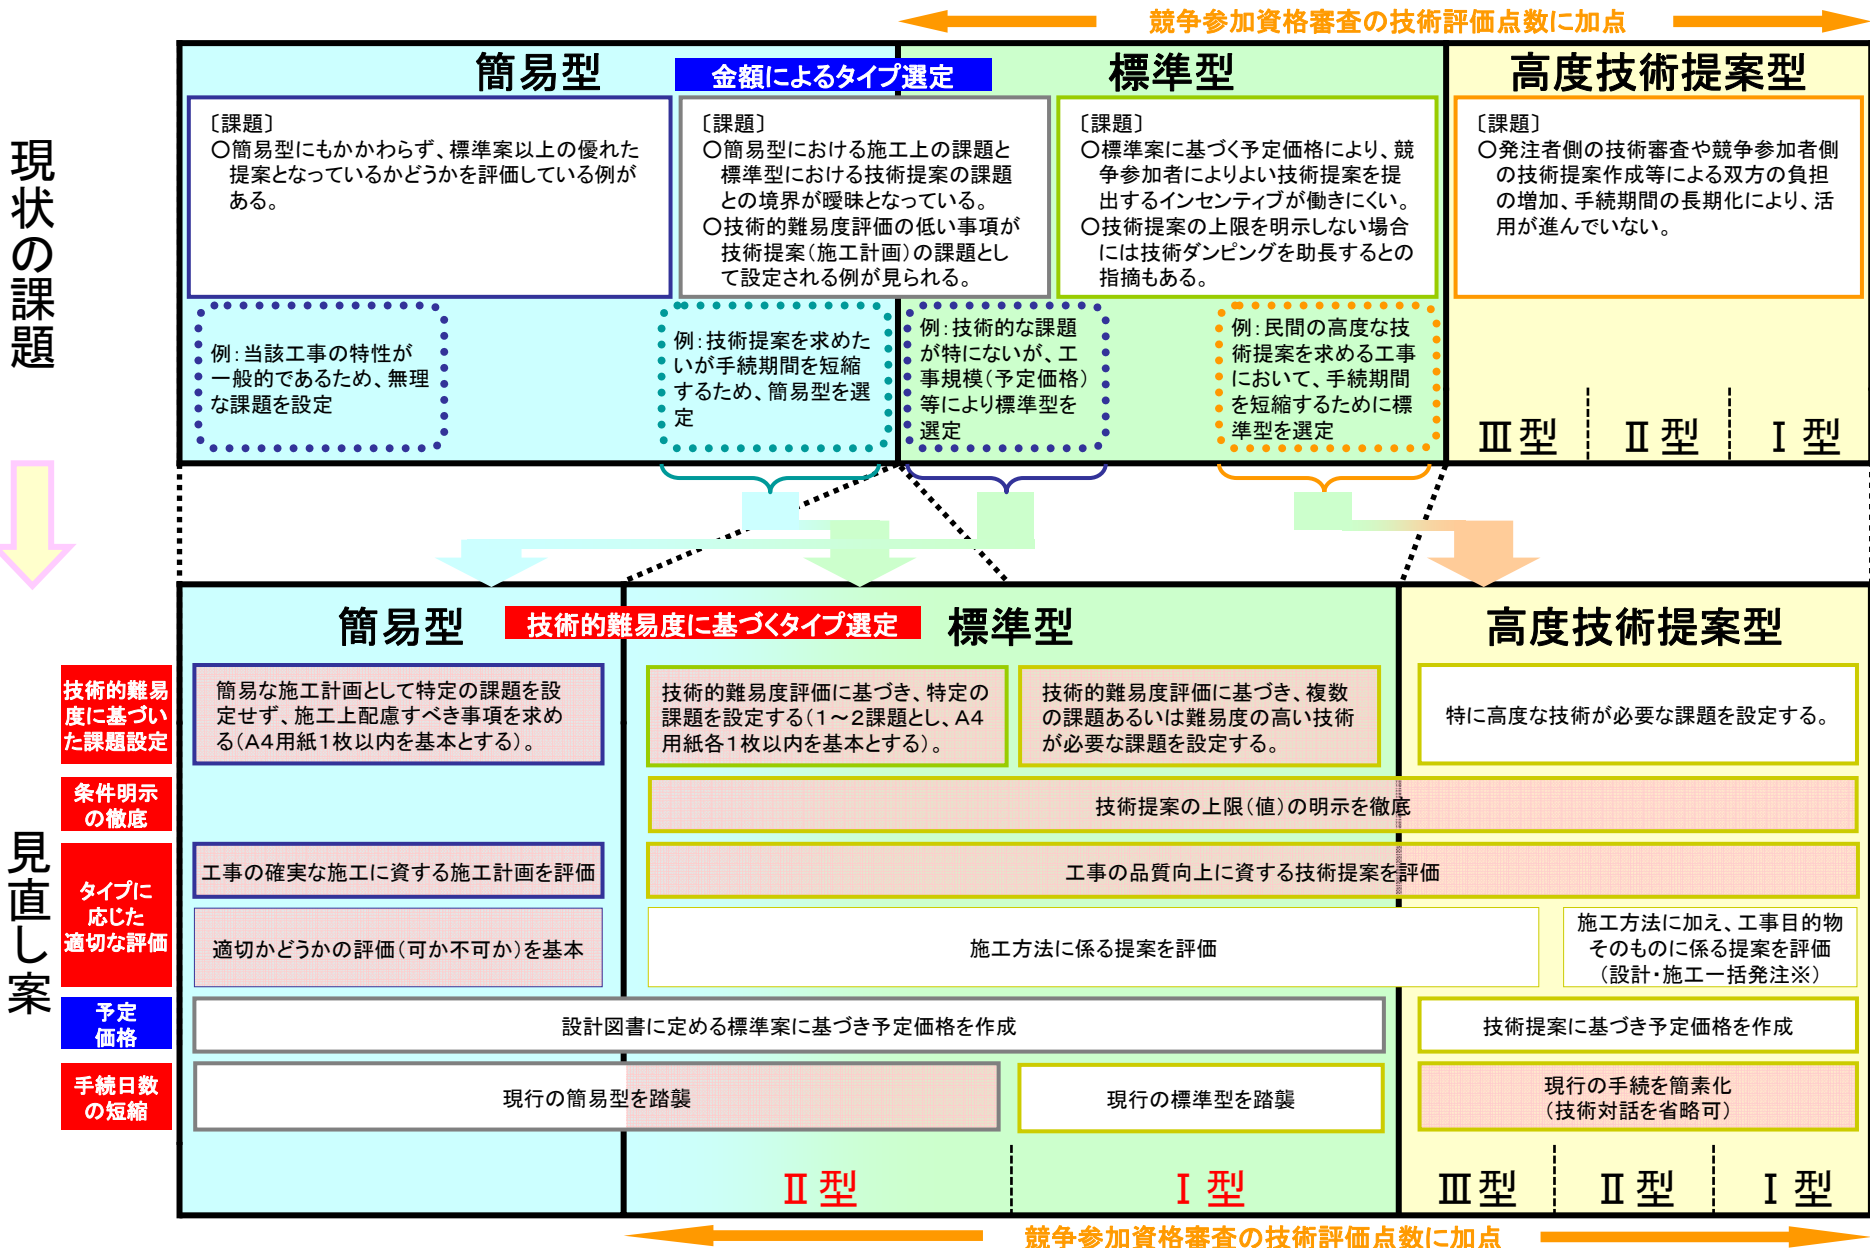 競争参加資格審査の技術評価点数に加点
現状の課題
簡易型
金額によるタイプ選定
標準型
高度技術提案型
〔課題〕
○簡易型にもかかわらず、標準案以上の優れた
提案となっているかどうかを評価している例が
ある。
〔課題〕
○簡易型における施工上の課題と
標準型における技術提案の課題
との境界が曖昧となっている。
○技術的難易度評価の低い事項が
技術提案(施工計画)の課題とし
て設定される例が見られる。
〔課題〕
○標準案に基づく予定価格により、競
争参加者によりよい技術提案を提
出するインセンティブが働きにくい。
○技術提案の上限を明示しない場合
には技術ダンピングを助長するとの
指摘もある。
〔課題〕
○発注者側の技術審査や競争参加者側
の技術提案作成等による双方の負担
の増加、手続期間の長期化により、活
用が進んでいない。
例:当該工事の特性が
一般的であるため、無理
な課題を設定
例:技術提案を求めた
いが手続期間を短縮
するため、簡易型を選
定
例:技術的な課題
が特にないが、工
事規模(予定価格)
等により標準型を
選定
例:民間の高度な技
術提案を求める工事
において、手続期間
を短縮するために標
準型を選定
Ⅲ型
Ⅱ型
Ⅰ型
見直し案
簡易型
技術的難易度に基づくタイプ選定
標準型
高度技術提案型
技術的難易
度に基づい
た課題設定
簡易な施工計画として特定の課題を設
定せず、施工上配慮すべき事項を求め
る(A4用紙1枚以内を基本とする)。
技術的難易度評価に基づき、特定の
課題を設定する(1~2課題とし、A4
用紙各1枚以内を基本とする)。
技術的難易度評価に基づき、複数
の課題あるいは難易度の高い技術
が必要な課題を設定する。
特に高度な技術が必要な課題を設定する。
条件明示
の徹底
技術提案の上限(値)の明示を徹底
タイプに
応じた
適切な評価
工事の確実な施工に資する施工計画を評価
工事の品質向上に資する技術提案を評価
適切かどうかの評価(可か不可か)を基本
施工方法に係る提案を評価
施工方法に加え、工事目的物
そのものに係る提案を評価
(設計・施工一括発注※)
予定
価格
設計図書に定める標準案に基づき予定価格を作成
技術提案に基づき予定価格を作成
手続日数
の短縮
現行の簡易型を踏襲
現行の標準型を踏襲
現行の手続を簡素化
(技術対話を省略可)
Ⅱ型
Ⅰ型
Ⅲ型
Ⅱ型
Ⅰ型
競争参加資格審査の技術評価点数に加点